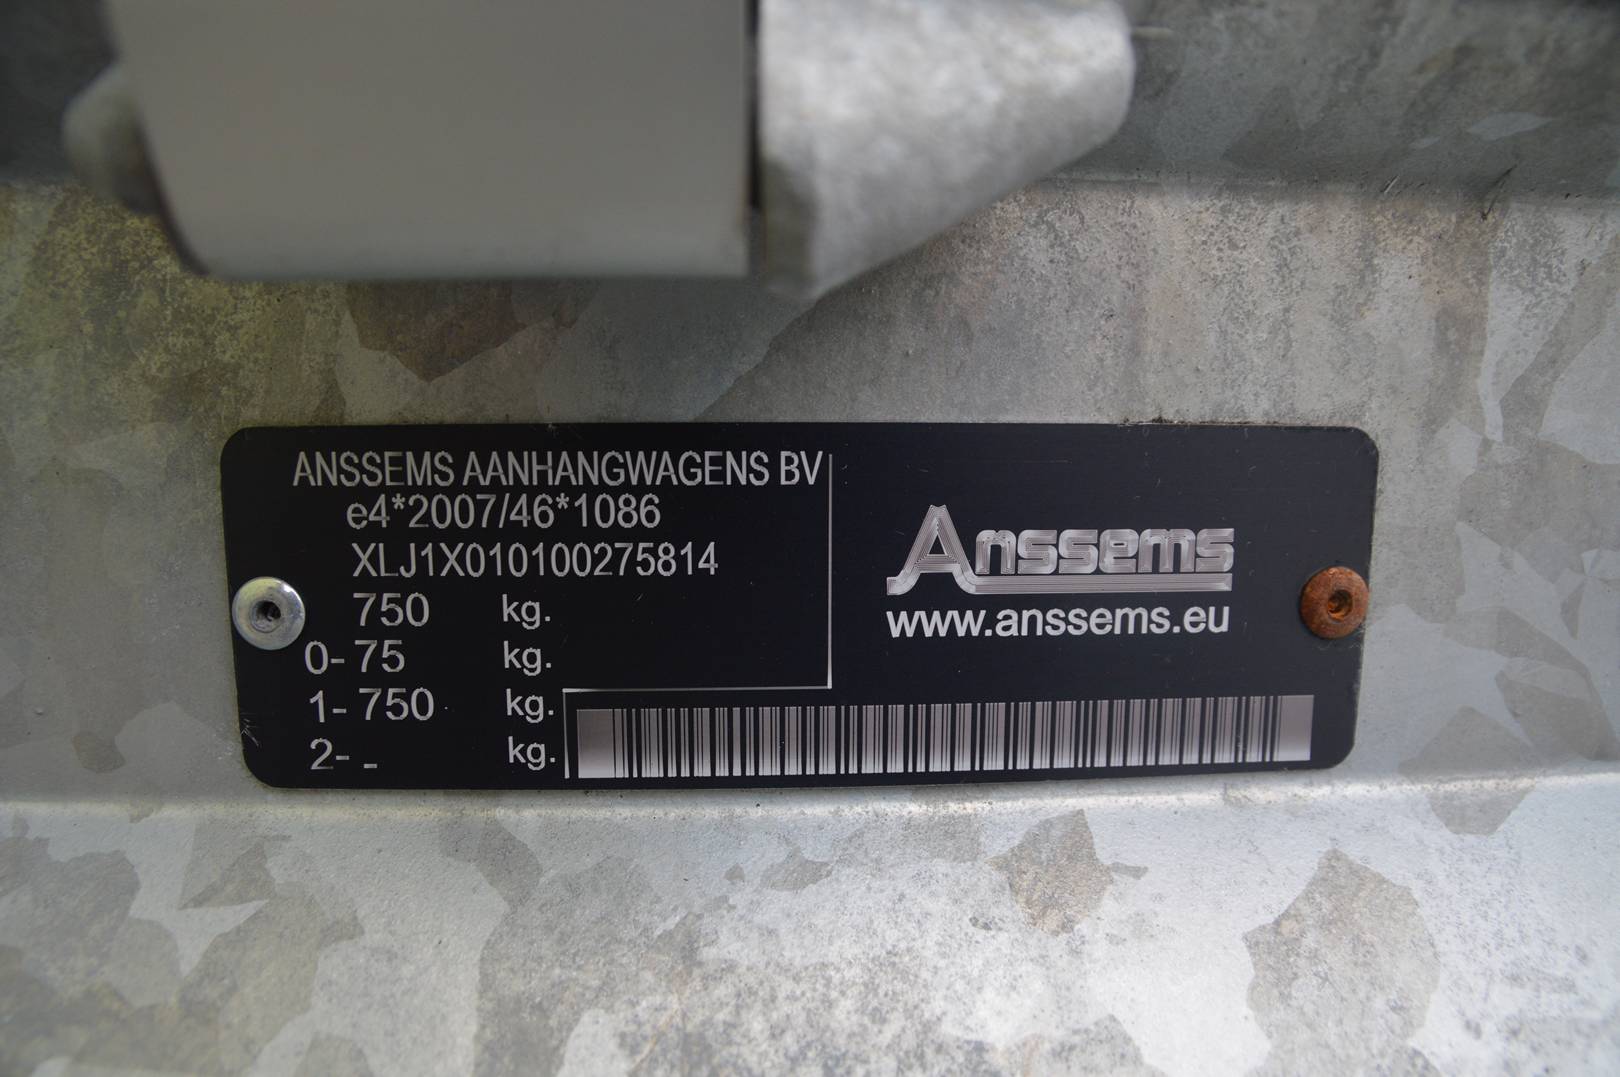 ANSSEMS AANHANGWAGENS BV
e4*2007/46*1086
XLJ1X010100275814
750 kg.
0- 75 kg.
1- 750 kg.
2- - kg.
Anssems
www.anssems.eu